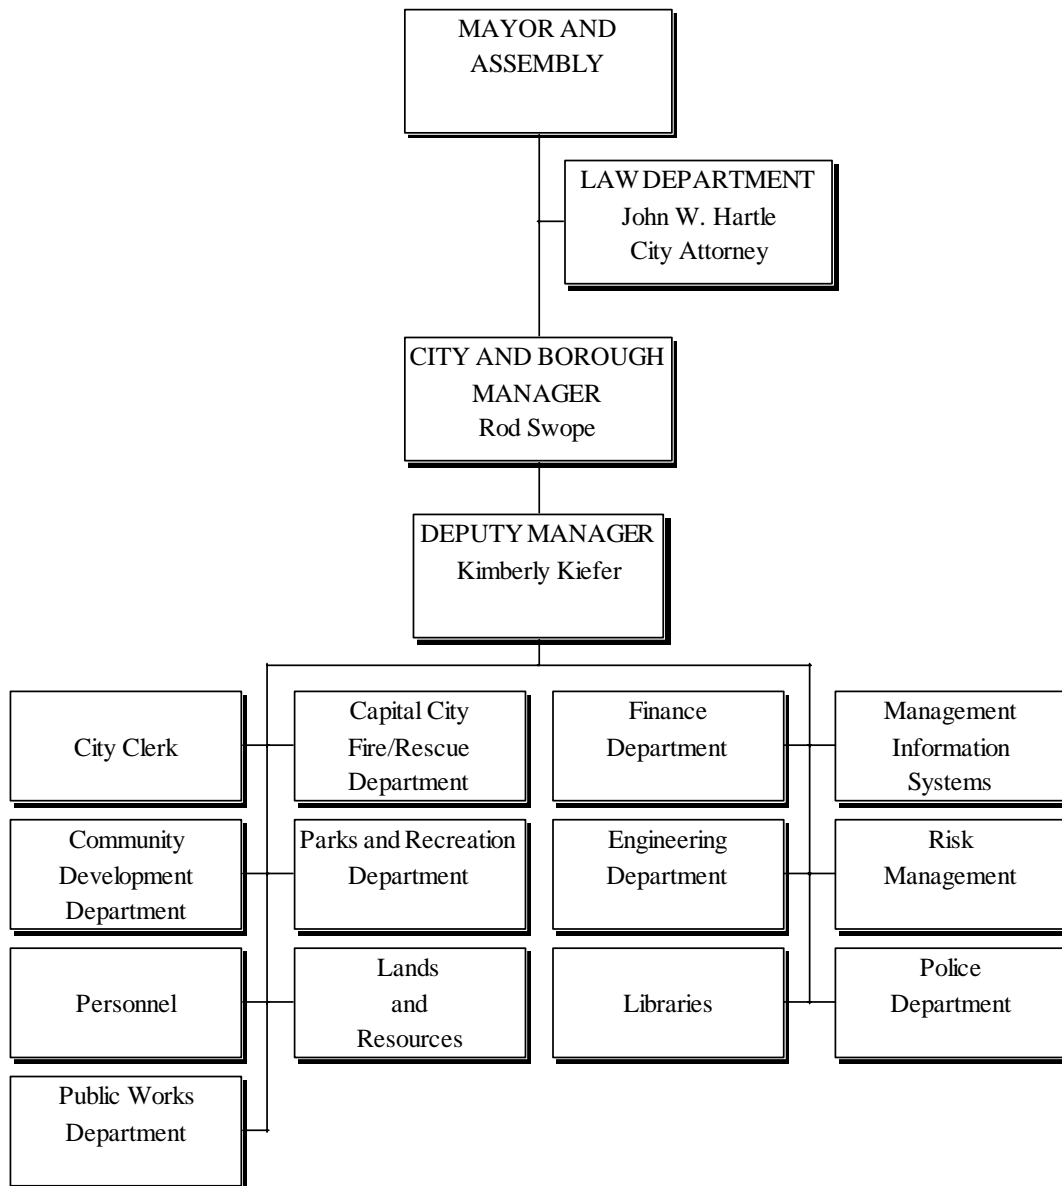 MAYOR AND
ASSEMBLY
LAW DEPARTMENT
John W. Hartle
City Attorney
CITY AND BOROUGH
MANAGER
Rod Swope
DEPUTY MANAGER
Kimberly Kiefer
City Clerk
Capital City
Fire/Rescue
Department
Finance
Department
Management
Information
Systems
Community
Development
Department
Parks and Recreation
Department
Engineering
Department
Risk
Management
Personnel
Lands
and
Resources
Libraries
Police
Department
Public Works
Department